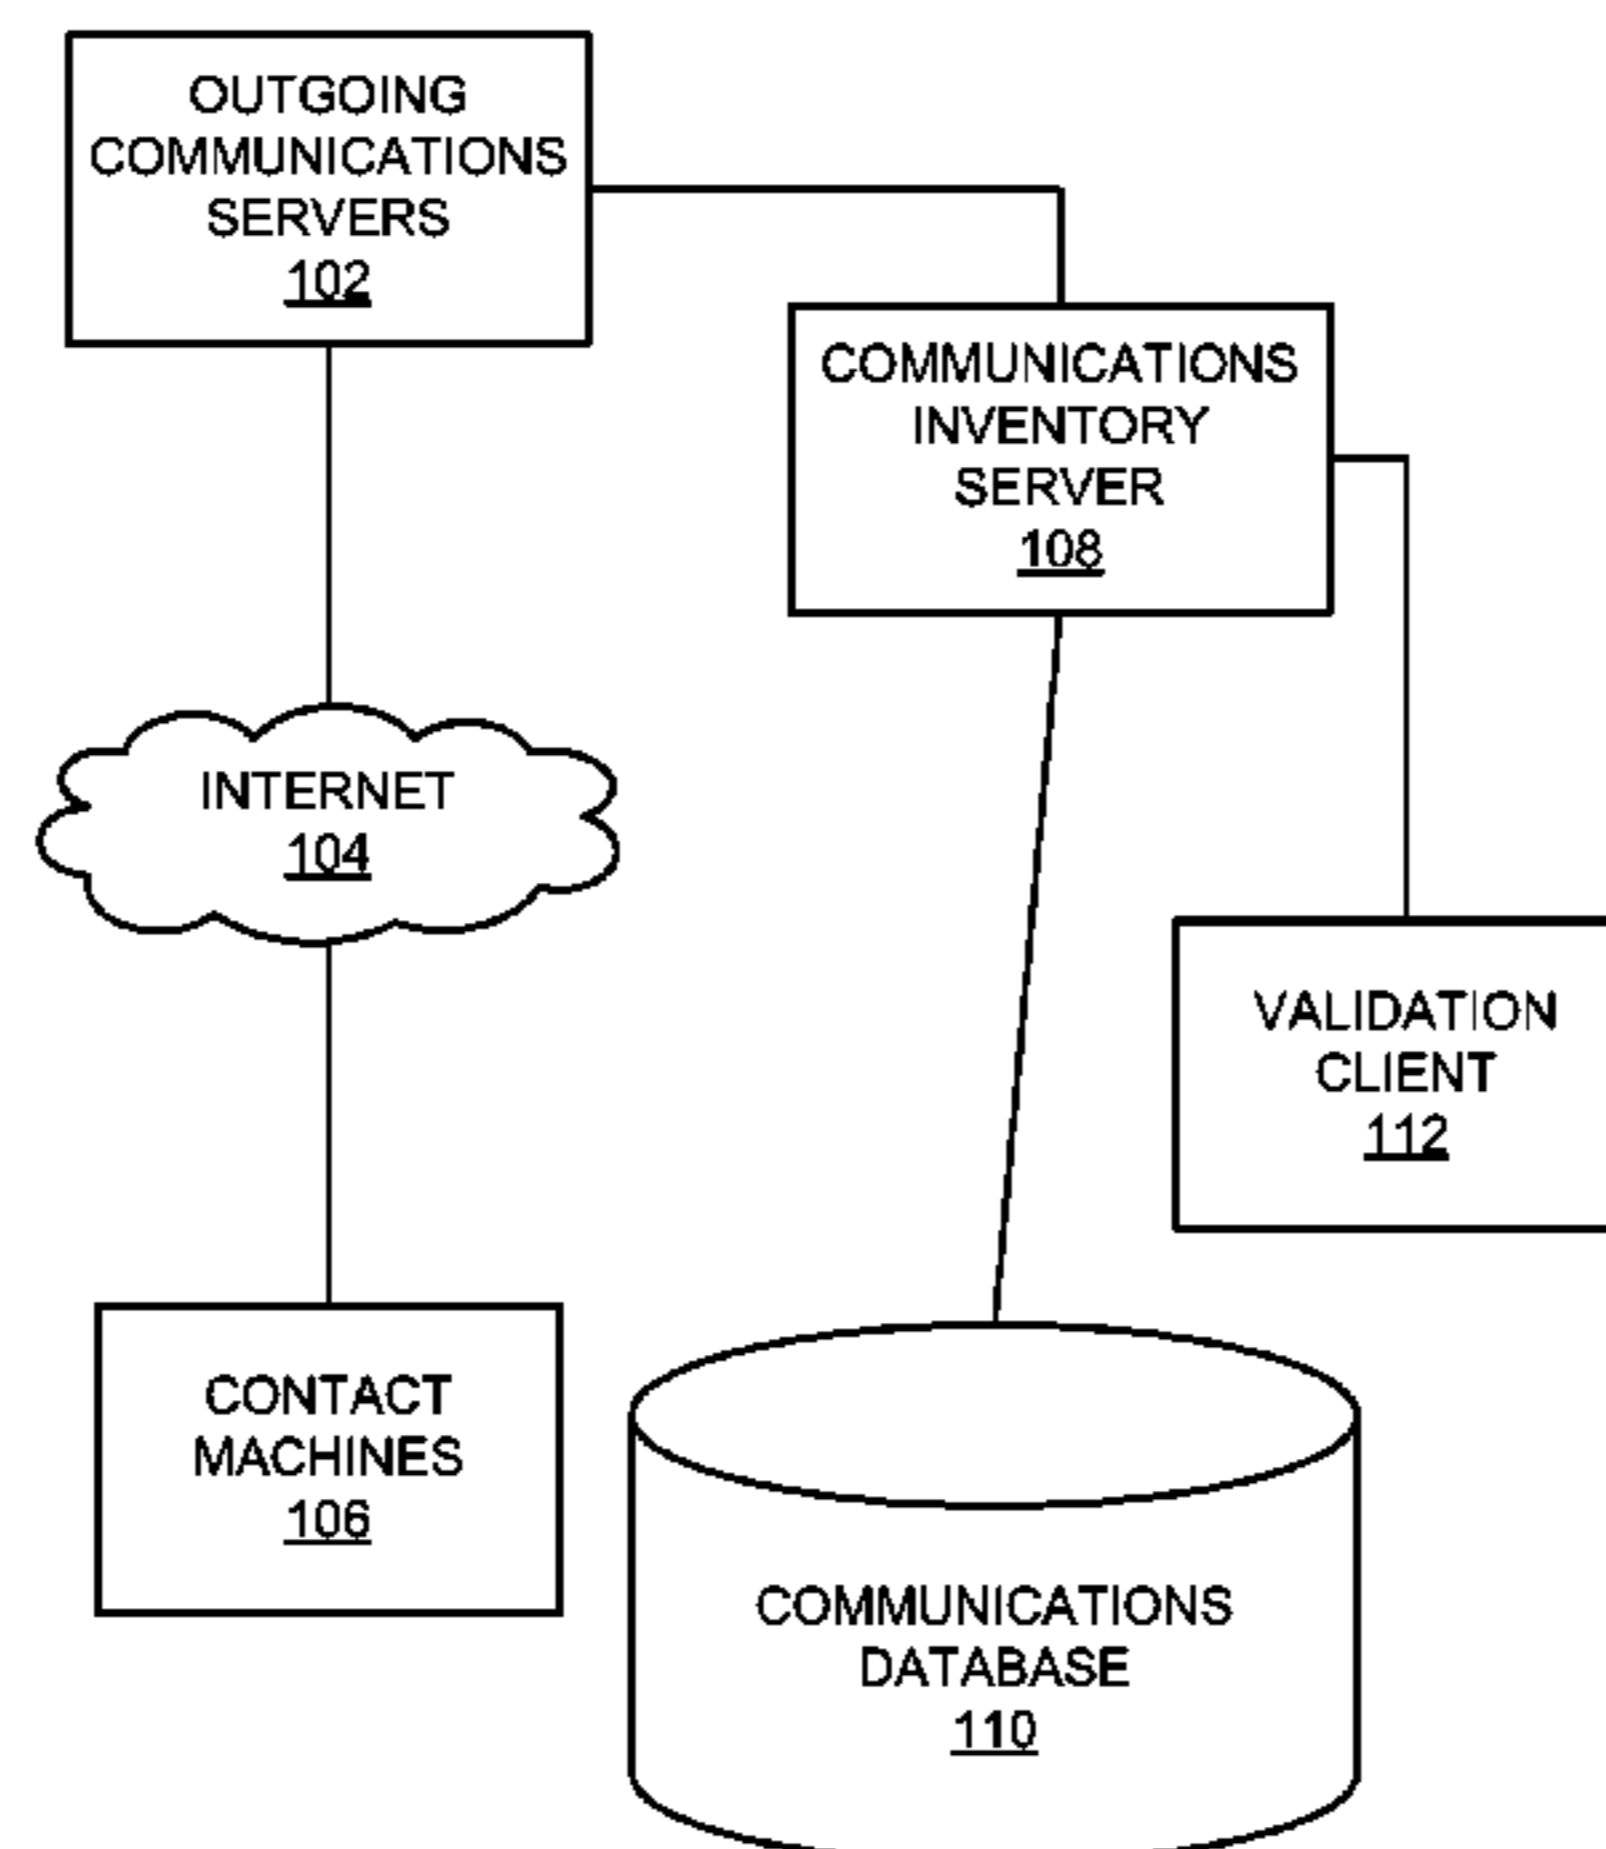 OUTGOING
COMMUNICATIONS
SERVERS
102
COMMUNICATIONS
INVENTORY
SERVER
108
INTERNET
104
VALIDATION
CLIENT
112
CONTACT
MACHINES
106
COMMUNICATIONS
DATABASE
110